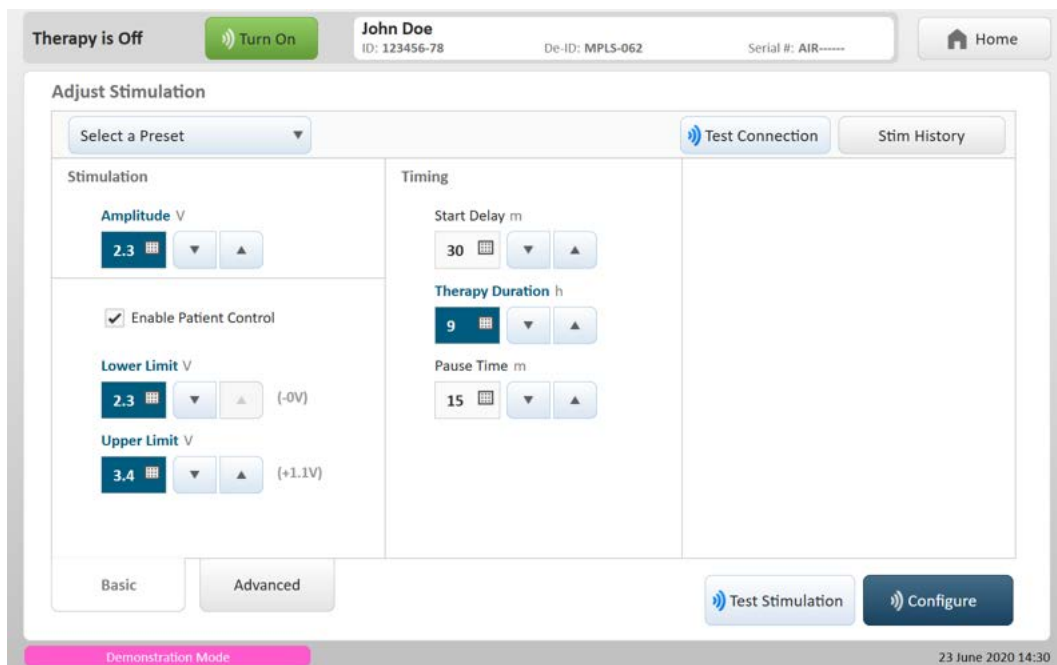 Therapy is Off
Turn On
John Doe
ID: 123456-78 De-ID: MPLS-062 Serial #: AIR------
Home
Adjust Stimulation
Select a Preset
Test Connection
Stim History
Stimulation
Amplitude V
2.3
Enable Patient Control
Lower Limit V
2.3 (-0V)
Upper Limit V
3.4 (+1.1V)
Timing
Start Delay m
30
Therapy Duration h
9
Pause Time m
15
Basic
Advanced
Test Stimulation
Configure
Demonstration Mode
23 June 2020 14:30